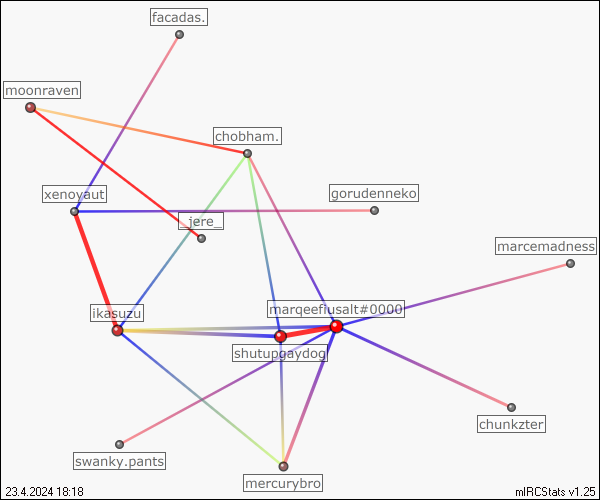 facadas.
moonraven
chobham.
xenoyaut
gorudenneko
_jere_
marcemadness
ikasuzu
marqeefiusalt#0000
shutupgaydog
chunkzter
swanky.pants
mercurybro
23.4.2024 18:18
mIRCStats v1.25